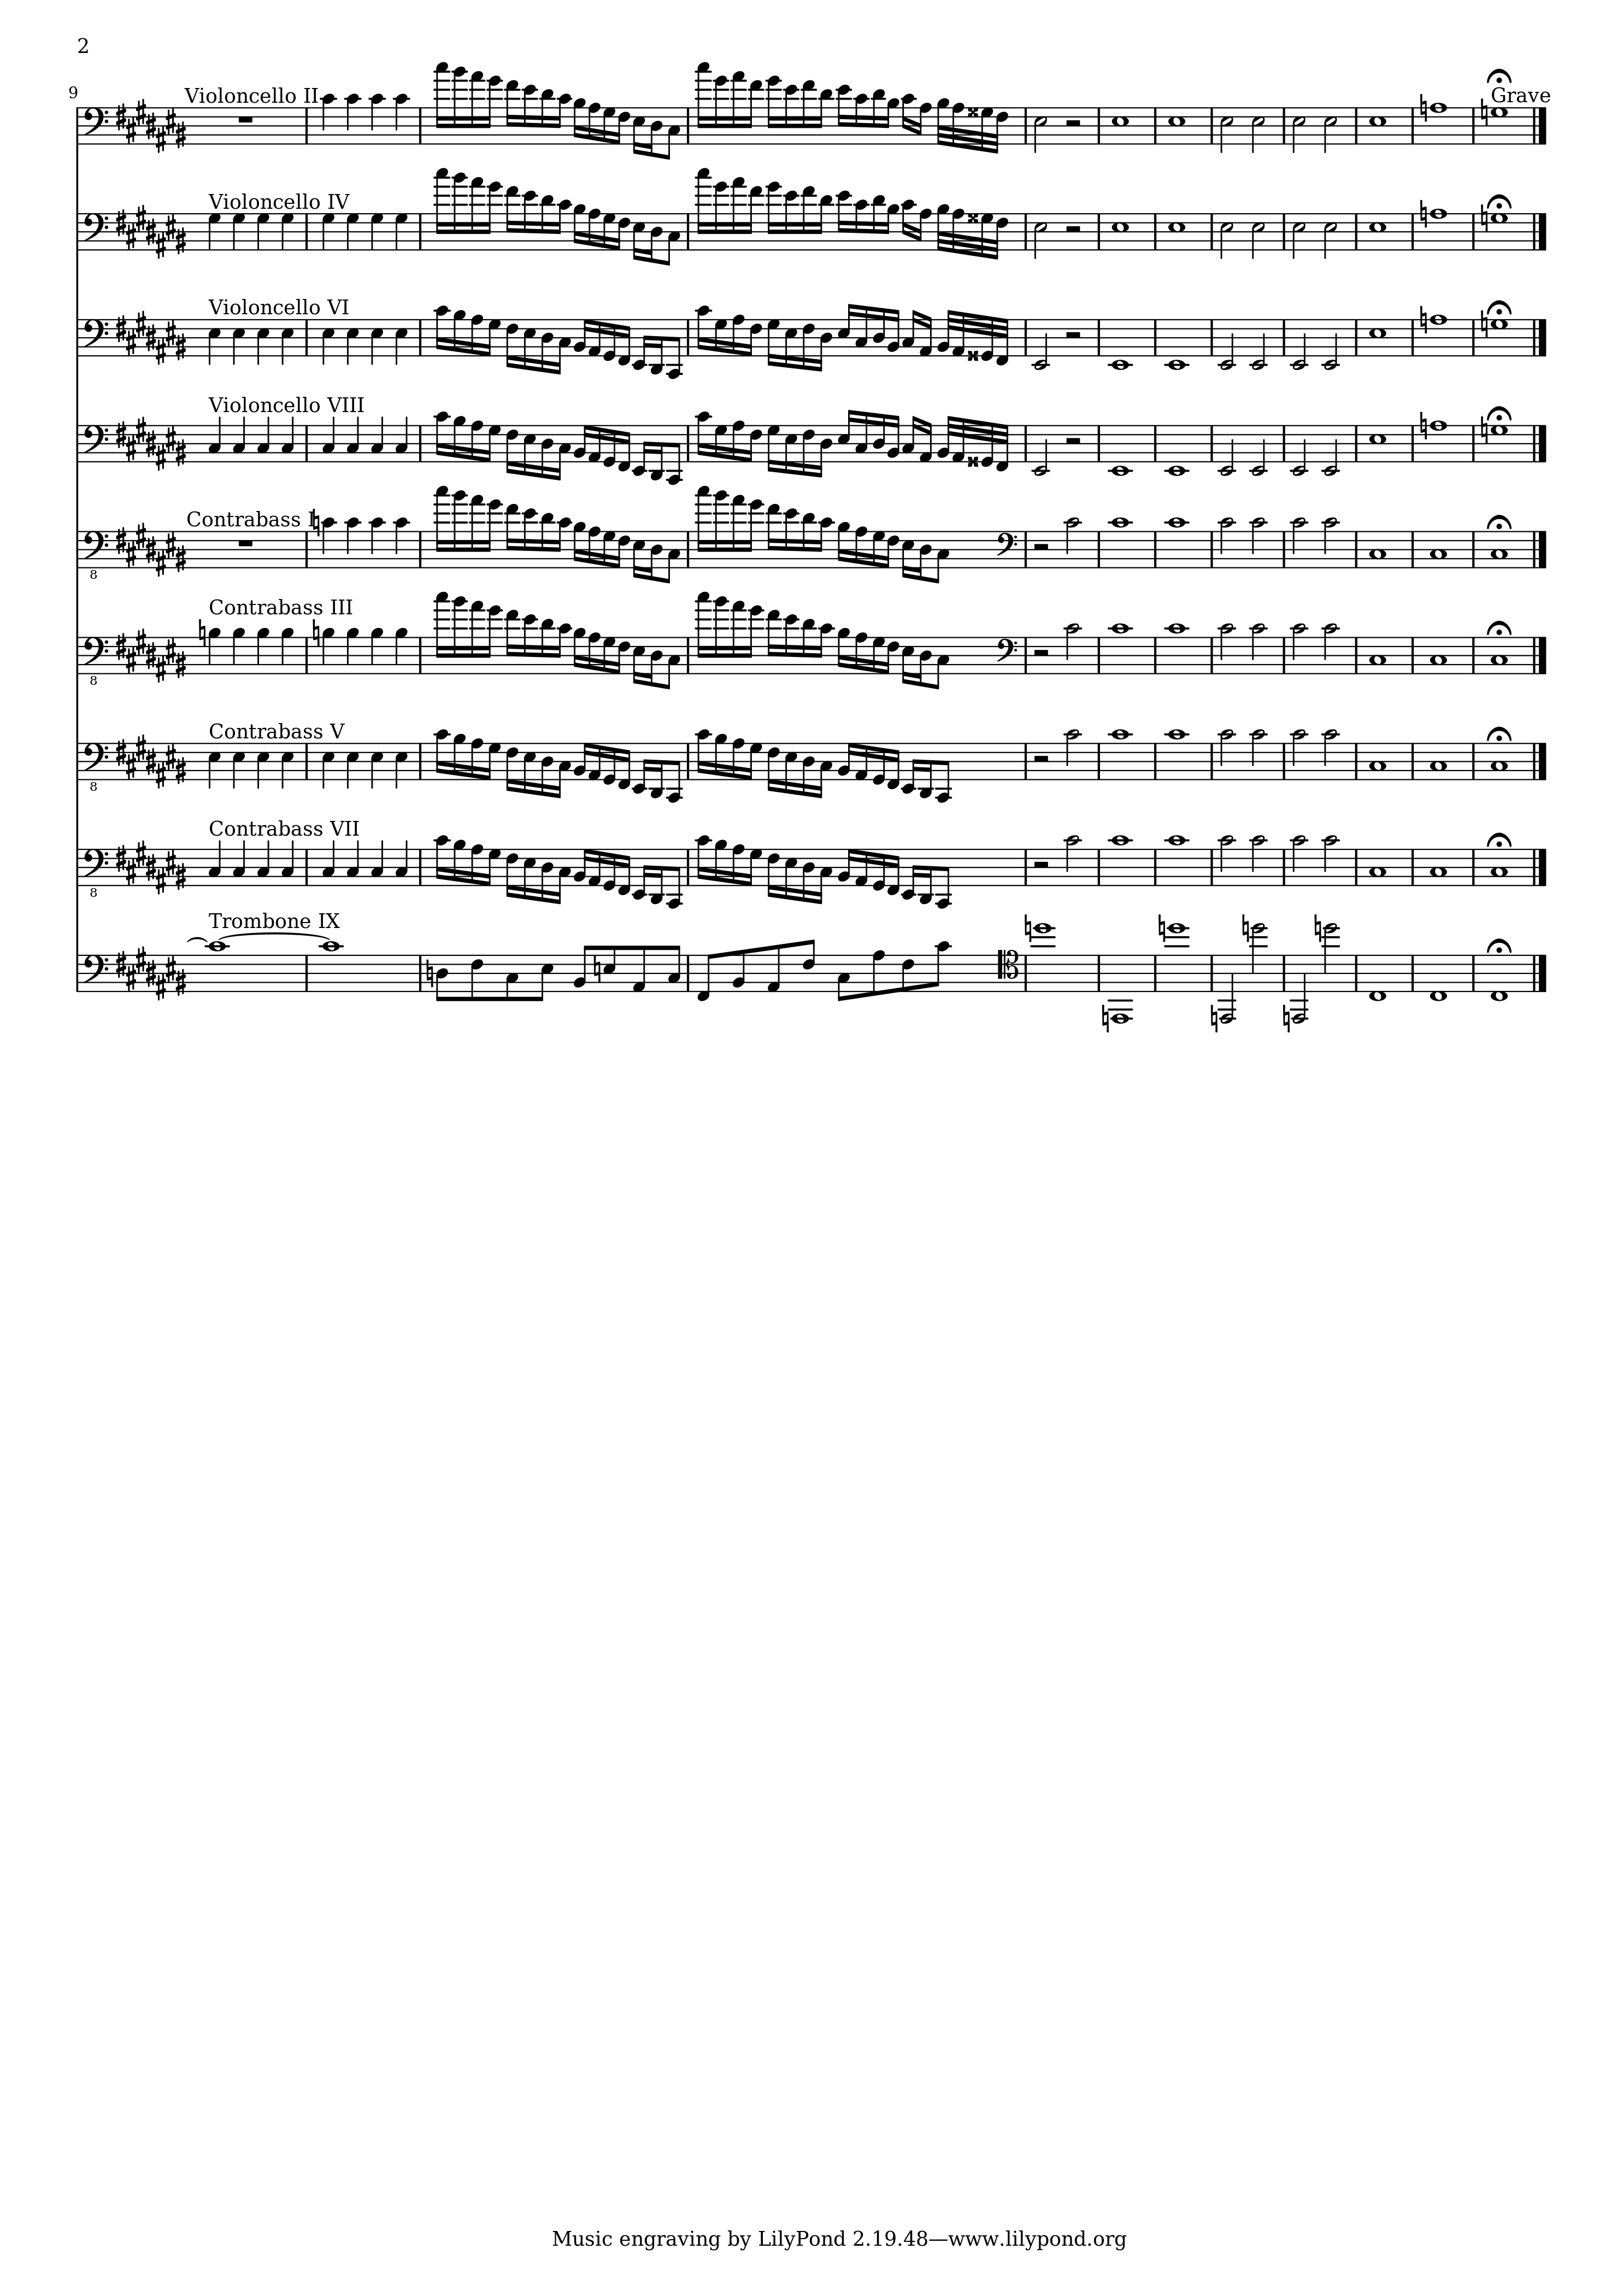 2
9
Violoncello II
Grave
Violoncello IV
Violoncello VI
Violoncello VIII
Contrabass I
8
Contrabass III
8
Contrabass V
8
Contrabass VII
8
Trombone IX
Music engraving by LilyPond 2.19.48—www.lilypond.org